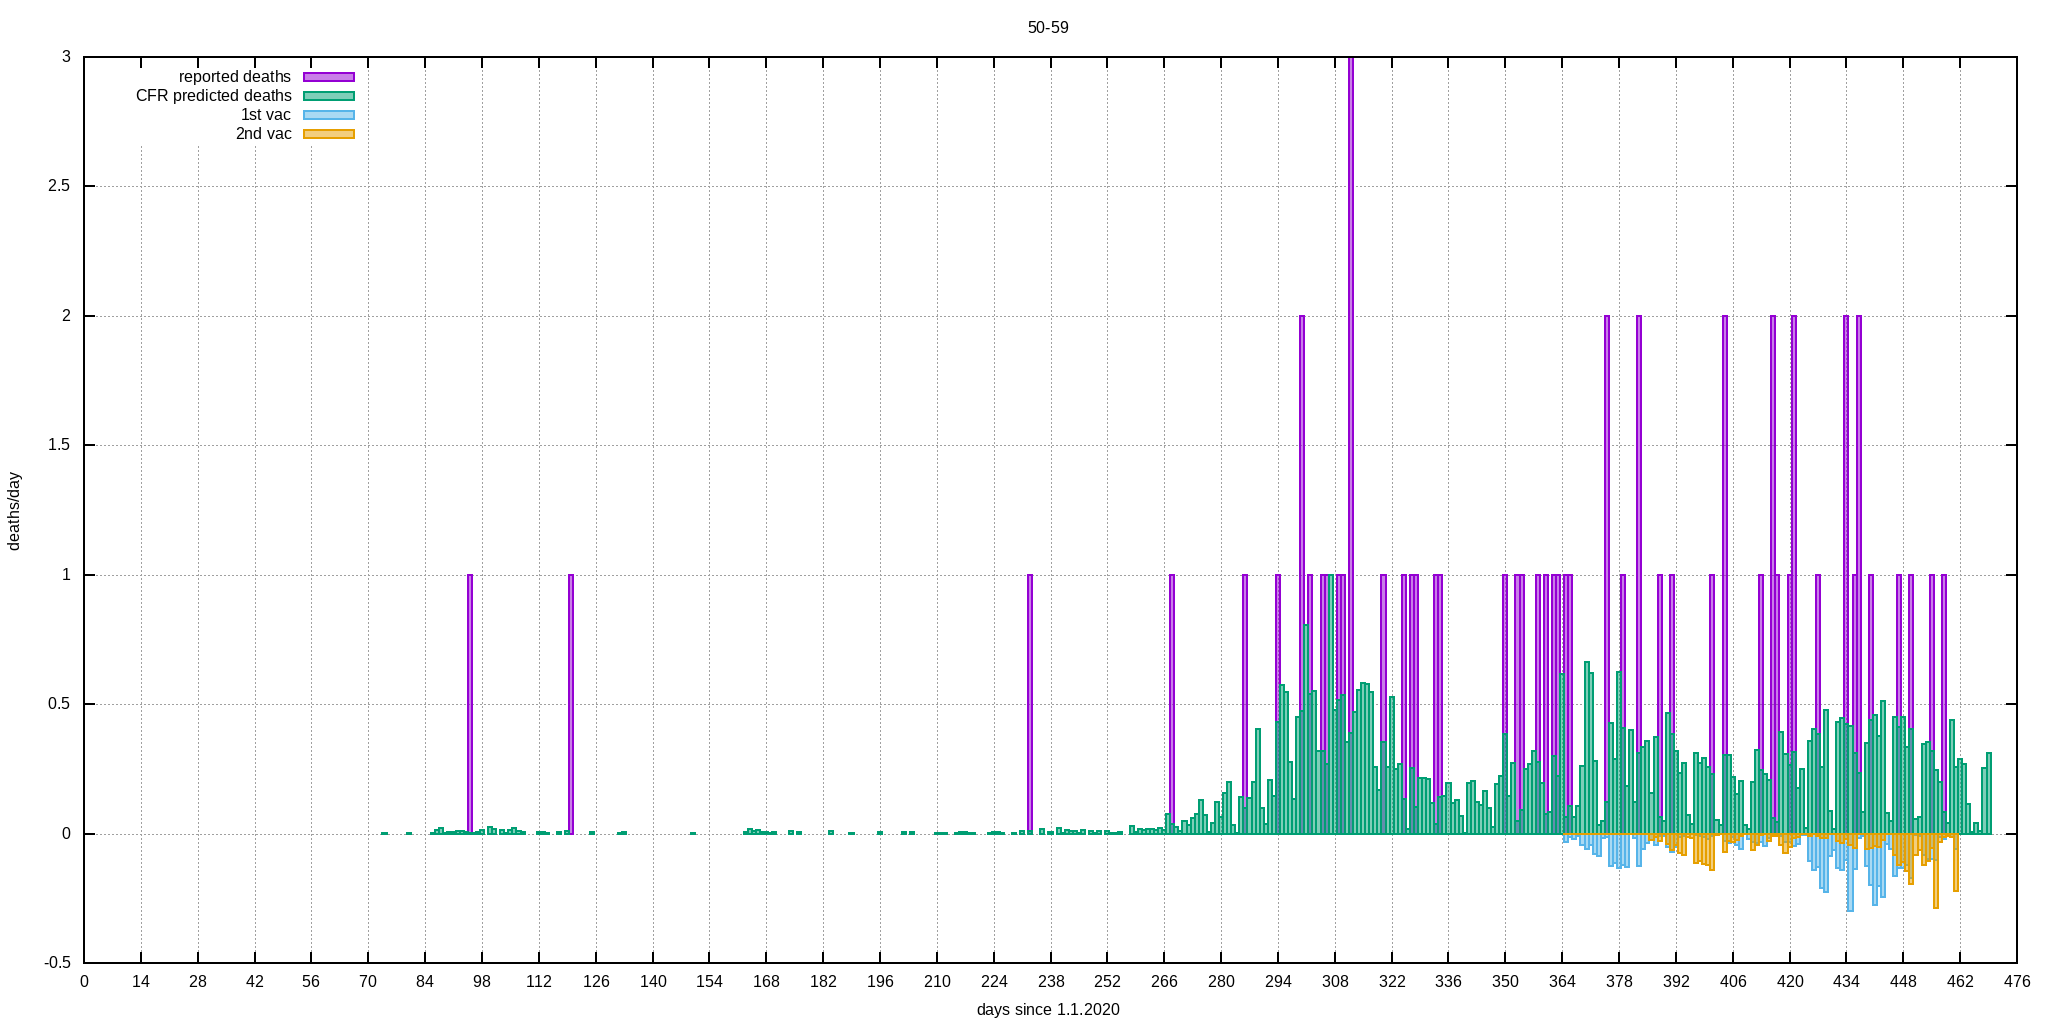 50-59
3
2.5
2
1.5
1
0.5
0
-0.5
deaths/day
reported deaths
CFR predicted deaths
1st vac
2nd vac
0 14 28 42 56 70 84 98 112 126 140 154 168 182 196 210 224 238 252 266 280 294 308 322 336 350 364 378 392 406 420 434 448 462 476
days since 1.1.2020